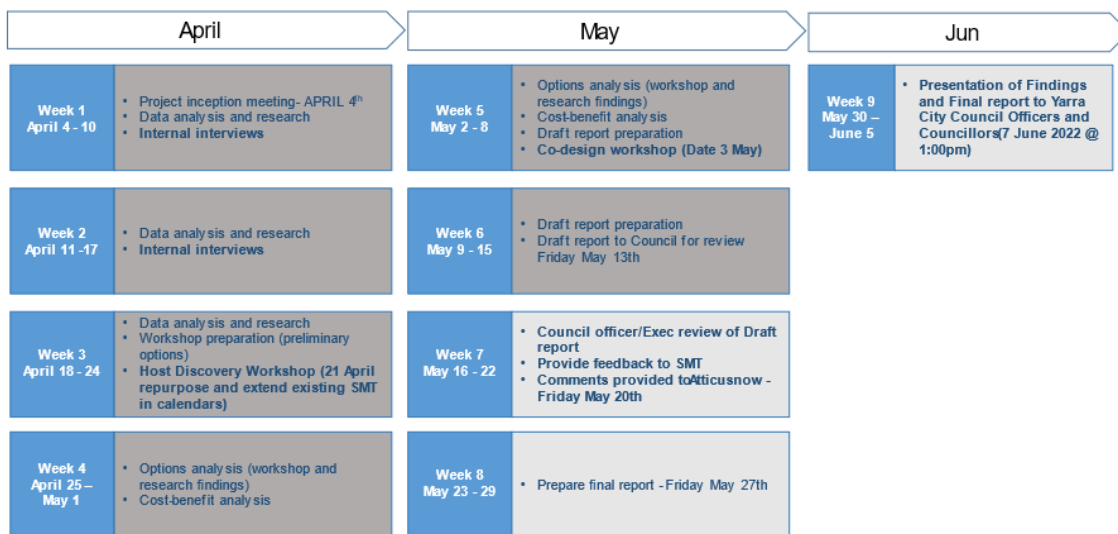 April
Week 1
April 4 - 10
• Project inception meeting- APRIL 4th
• Data analysis and research
• Internal interviews
Week 2
April 11 -17
• Data analysis and research
• Internal interviews
Week 3
April 18 - 24
• Data analysis and research
• Workshop preparation (preliminary
options)
• Host Discovery Workshop (21 April
repurpose and extend existing SMT
in calendars)
Week 4
April 25 –
May 1
• Options analysis (workshop and
research findings)
• Cost-benefit analysis
May
Week 5
May 2 - 8
• Options analysis (workshop and
research findings)
• Cost-benefit analysis
• Draft report preparation
• Co-design workshop (Date 3 May)
Week 6
May 9 - 15
• Draft report preparation
• Draft report to Council for review
Friday May 13th
Week 7
May 16 - 22
• Council officer/Exec review of Draft
report
• Provide feedback to SMT
• Comments provided toAtticusnow -
Friday May 20th
Week 8
May 23 - 29
• Prepare final report - Friday May 27th
Jun
Week 9
May 30 –
June 5
• Presentation of Findings
and Final report to Yarra
City Council Officers and
Councillors(7 June 2022 @
1:00pm)